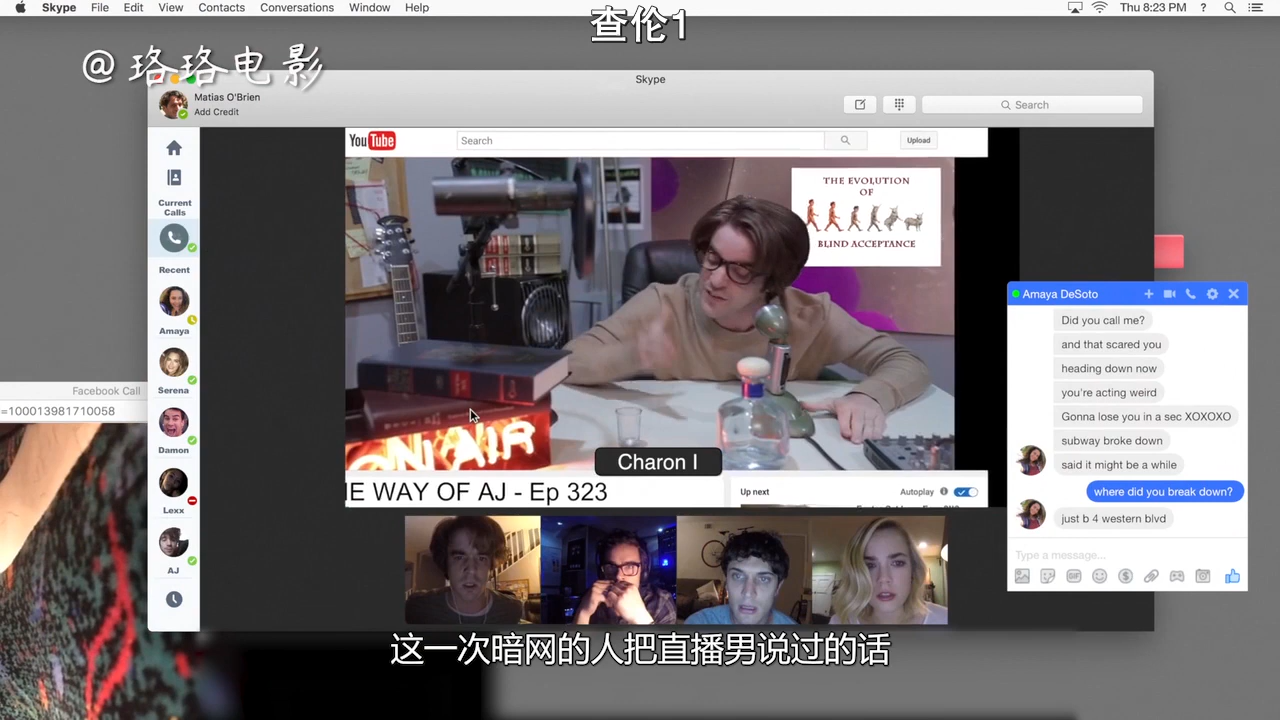 Skype File Edit View Contacts Conversations Window Help
Thu 8:23 PM
查伦1
@珞珞电影
Skype
Matias O'Brien
Add Credit
Search
YouTube
Search
Upload
Current
Calls
Recent
Amaya
Serena
Damon
Lexx
AJ
THE EVOLUTION
OF
BLIND ACCEPTANCE
ON AIR
Charon I
IE WAY OF AJ - Ep 323
Up next
Autoplay
Facebook Call
=100013981710058
Amaya DeSoto
Did you call me?
and that scared you
heading down now
you're acting weird
Gonna lose you in a sec XOXOXO
subway broke down
said it might be a while
where did you break down?
just b 4 western blvd
Type a message...
GIF
这一次暗网的人把直播男说过的话